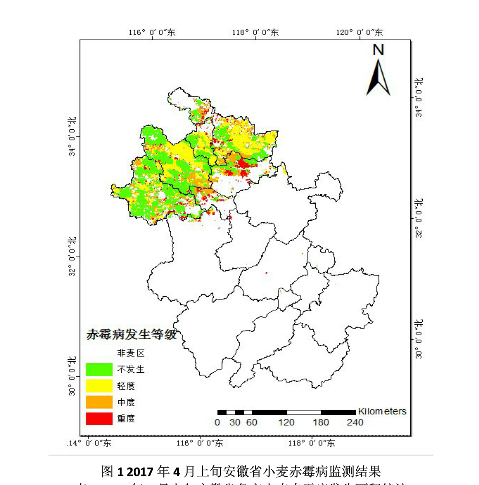 116° 0′ 0″东
118° 0′ 0″东
120° 0′ 0″东
N
34° 0′ 0″北
34° 0′ 0″北
32° 0′ 0″北
32° 0′ 0″北
30° 0′ 0″北
30° 0′ 0″北
赤霉病发生等级
非麦区
不发生
轻度
中度
重度
Kilometers
0 30 60 120 180 240
14° 0′ 0″东
116° 0′ 0″东
118° 0′ 0″东
图 1 2017 年 4 月上旬安徽省小麦赤霉病监测结果